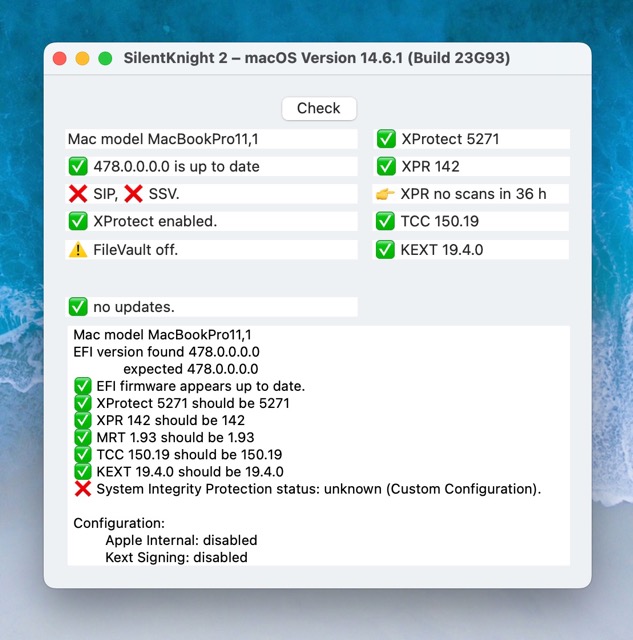 SilentKnight 2 – macOS Version 14.6.1 (Build 23G93)
Check
Mac model MacBookPro11,1
✅ 478.0.0.0.0 is up to date
❌ SIP, ❌ SSV.
✅ XProtect enabled.
⚠️ FileVault off.
✅ XProtect 5271
✅ XPR 142
👉 XPR no scans in 36 h
✅ TCC 150.19
✅ KEXT 19.4.0
✅ no updates.
Mac model MacBookPro11,1
EFI version found 478.0.0.0.0
expected 478.0.0.0.0
✅ EFI firmware appears up to date.
✅ XProtect 5271 should be 5271
✅ XPR 142 should be 142
✅ MRT 1.93 should be 1.93
✅ TCC 150.19 should be 150.19
✅ KEXT 19.4.0 should be 19.4.0
❌ System Integrity Protection status: unknown (Custom Configuration).
Configuration:
Apple Internal: disabled
Kext Signing: disabled